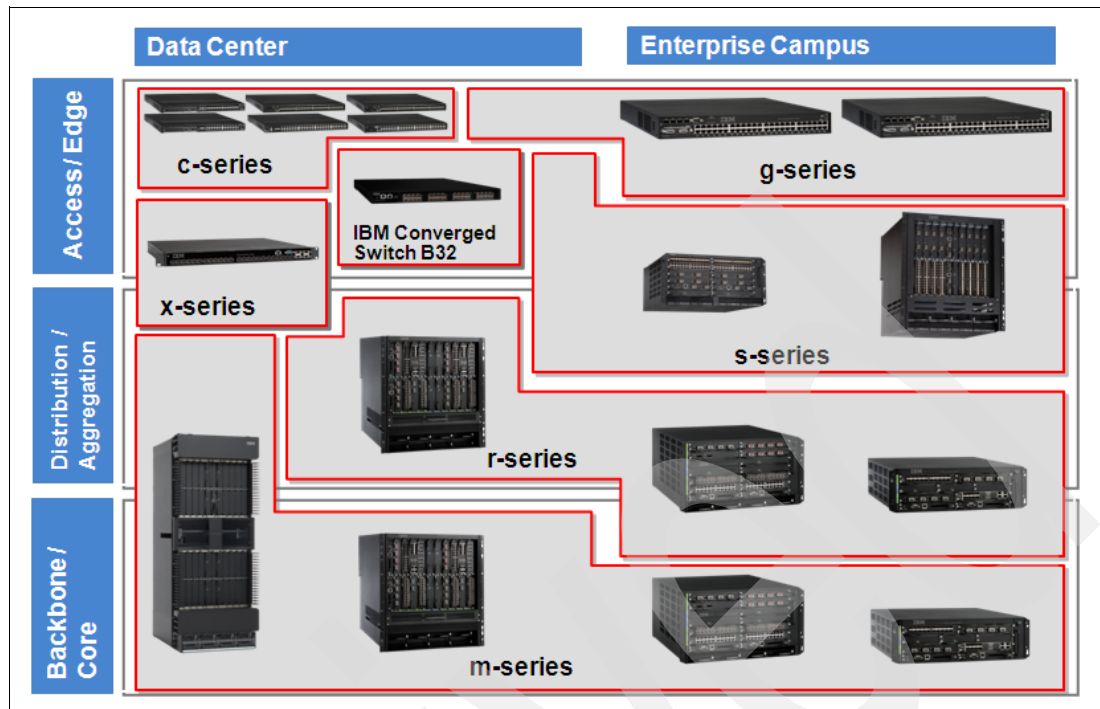 Data Center
Enterprise Campus
Access / Edge
c-series
g-series
IBM Converged
Switch B32
x-series
s-series
Distribution /
Aggregation
r-series
Backbone /
Core
m-series